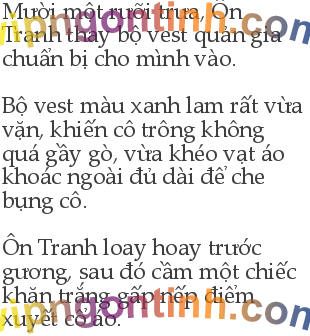 Mười một rưỡi trưa, Ôn
Tranh thay bộ vest quản gia
chuẩn bị cho mình vào.
Bộ vest màu xanh lam rất vừa
vặn, khiến cô trông không
quá gầy gò, vừa khéo vạt áo
khoác ngoài đủ dài để che
bụng cô.
Ôn Tranh loay hoay trước
gương, sau đó cầm một chiếc
khăn trắng gấp nếp điểm
xuyết cổ áo.